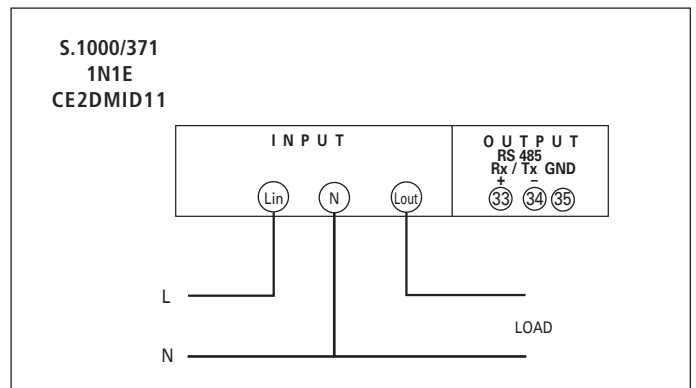 S.1000/371
1N1E
CE2DMID11
INPUT
OUTPUT
RS 485
Rx / Tx GND
+ –
Lin N Lout 33 34 35
L
LOAD
N